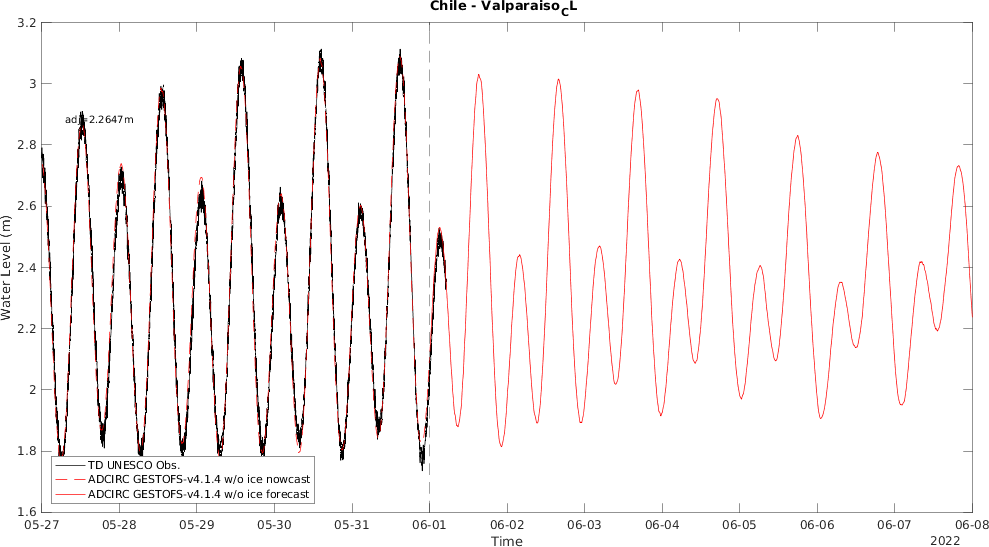 Chile - Valparaiso_CL
3.2
3
2.8
2.6
2.4
2.2
2
1.8
1.6
Water Level (m)
adj=2.2647m
TD UNESCO Obs.
ADCIRC GESTOFS-v4.1.4 w/o ice nowcast
ADCIRC GESTOFS-v4.1.4 w/o ice forecast
05-27 05-28 05-29 05-30 05-31 06-01 06-02 06-03 06-04 06-05 06-06 06-07 06-08
Time
2022